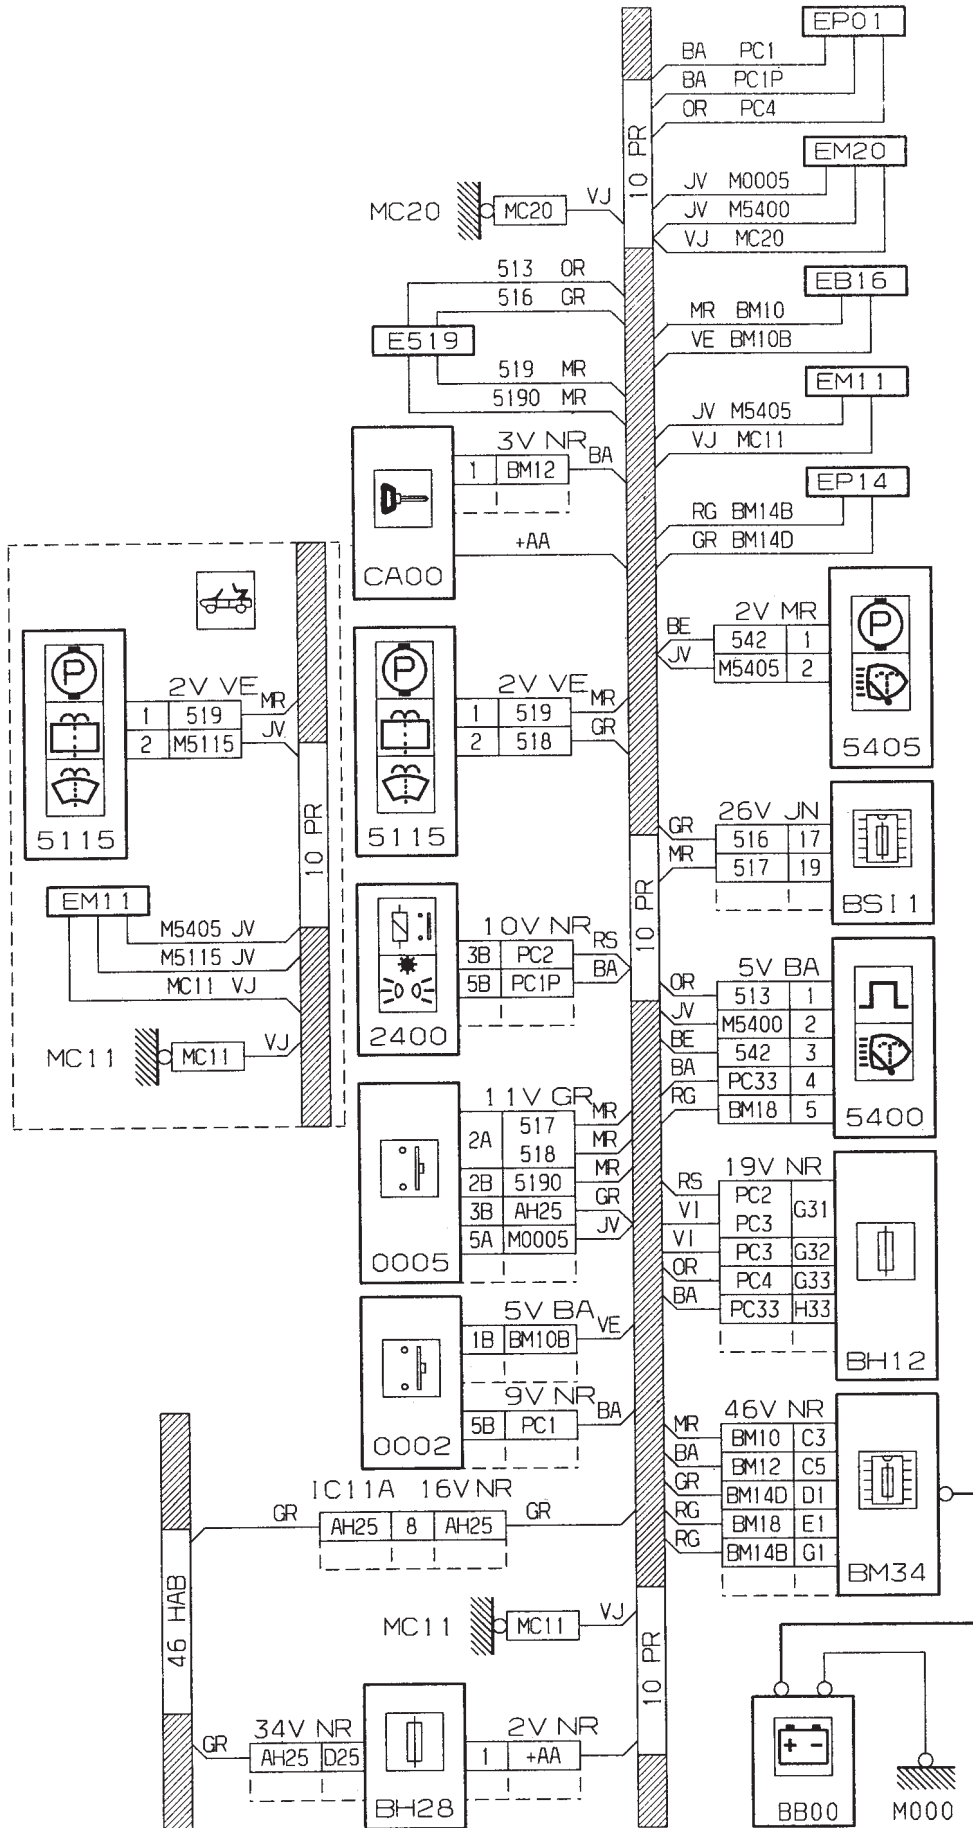 EP01
BA PC1
BA PC1P
OR PC4
10 PR
EM20
JV M0005
JV M5400
VJ MC20
MC20 MC20 VJ
513 OR
516 GR
E519
519 MR
5190 MR
EB16
MR BM10
VE BM10B
EM11
JV M5405
VJ MC11
3V NR
1 BM12 BA
+AA
CA00
EP14
RG BM14B
GR BM14D
2V MR
BE 542 1
JV M5405 2
P
5405
P
2V VE
1 519 MR
2 M5115 JV
5115
10 PR
EM11
M5405 JV
M5115 JV
MC11 VJ
MC11 MC11 VJ
P
2V VE
1 519 MR
2 518 GR
5115
26V JN
GR 516 17
MR 517 19
BSI1
10 PR
10V NR
3B PC2 RS
5B PC1P BA
2400
5V BA
OR 513 1
JV M5400 2
BE 542 3
BA PC33 4
RG BM18 5
5400
11V GR
2A 517 MR
518 MR
2B 5190 MR
3B AH25 GR
5A M0005 JV
0005
19V NR
RS PC2 G31
VI PC3
VI PC3 G32
OR PC4 G33
BA PC33 H33
BH12
5V BA
1B BM10B VE
9V NR
5B PC1 BA
0002
46V NR
MR BM10 C3
BA BM12 C5
GR BM14D D1
RG BM18 E1
RG BM14B G1
BM34
IC11A 16V NR
GR AH25 8 AH25 GR
46 HAB
MC11 MC11 VJ
10 PR
34V NR
GR AH25 D25
BH28
2V NR
1 +AA
+ -
BB00
M000